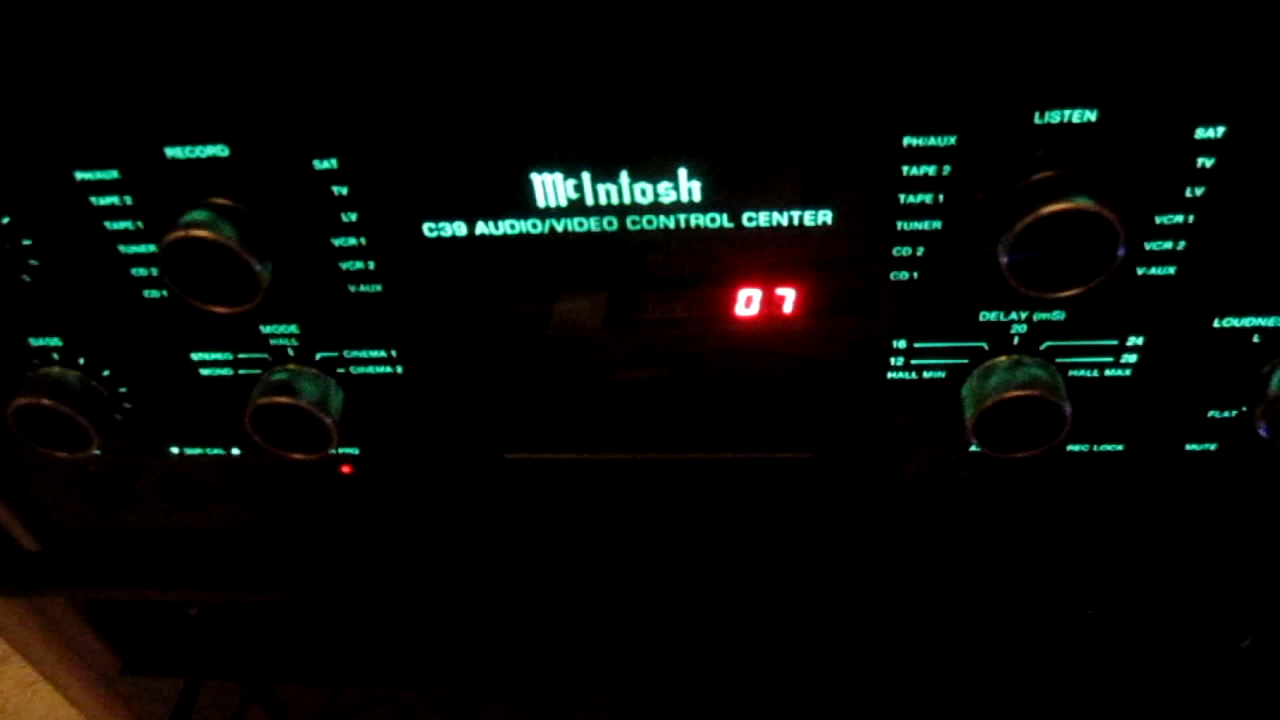 RECORD
PH/AUX
TAPE 2
TAPE 1
TUNER
CD 2
CD 1
SAT
TV
LV
VCR 1
VCR 2
V-AUX
BASS
MODE
HALL
STEREO
MONO
CINEMA 1
CINEMA 2
McIntosh
C39 AUDIO/VIDEO CONTROL CENTER
07
LISTEN
PH/AUX
TAPE 2
TAPE 1
TUNER
CD 2
CD 1
SAT
TV
LV
VCR 1
VCR 2
V-AUX
DELAY (mS)
20
16
12
HALL MIN
24
28
HALL MAX
REC LOCK
FLAT
MUTE